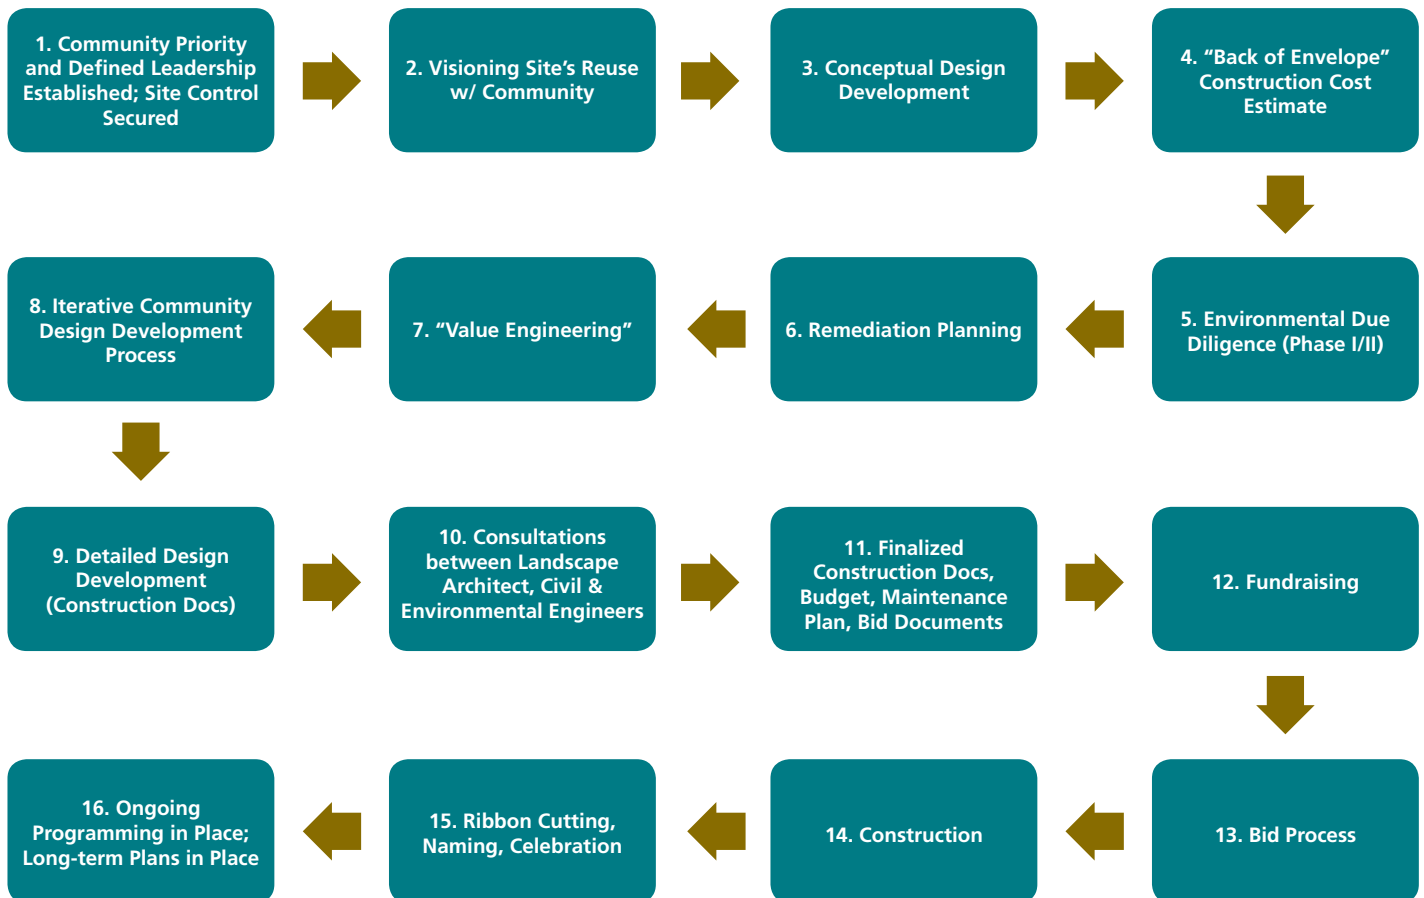 1. Community Priority
and Defined Leadership
Established; Site Control
Secured
2. Visioning Site’s Reuse
w/ Community
3. Conceptual Design
Development
4. “Back of Envelope”
Construction Cost
Estimate
5. Environmental Due
Diligence (Phase I/II)
6. Remediation Planning
7. “Value Engineering”
8. Iterative Community
Design Development
Process
9. Detailed Design
Development
(Construction Docs)
10. Consultations
between Landscape
Architect, Civil &
Environmental Engineers
11. Finalized
Construction Docs,
Budget, Maintenance
Plan, Bid Documents
12. Fundraising
13. Bid Process
14. Construction
15. Ribbon Cutting,
Naming, Celebration
16. Ongoing
Programming in Place;
Long-term Plans in Place